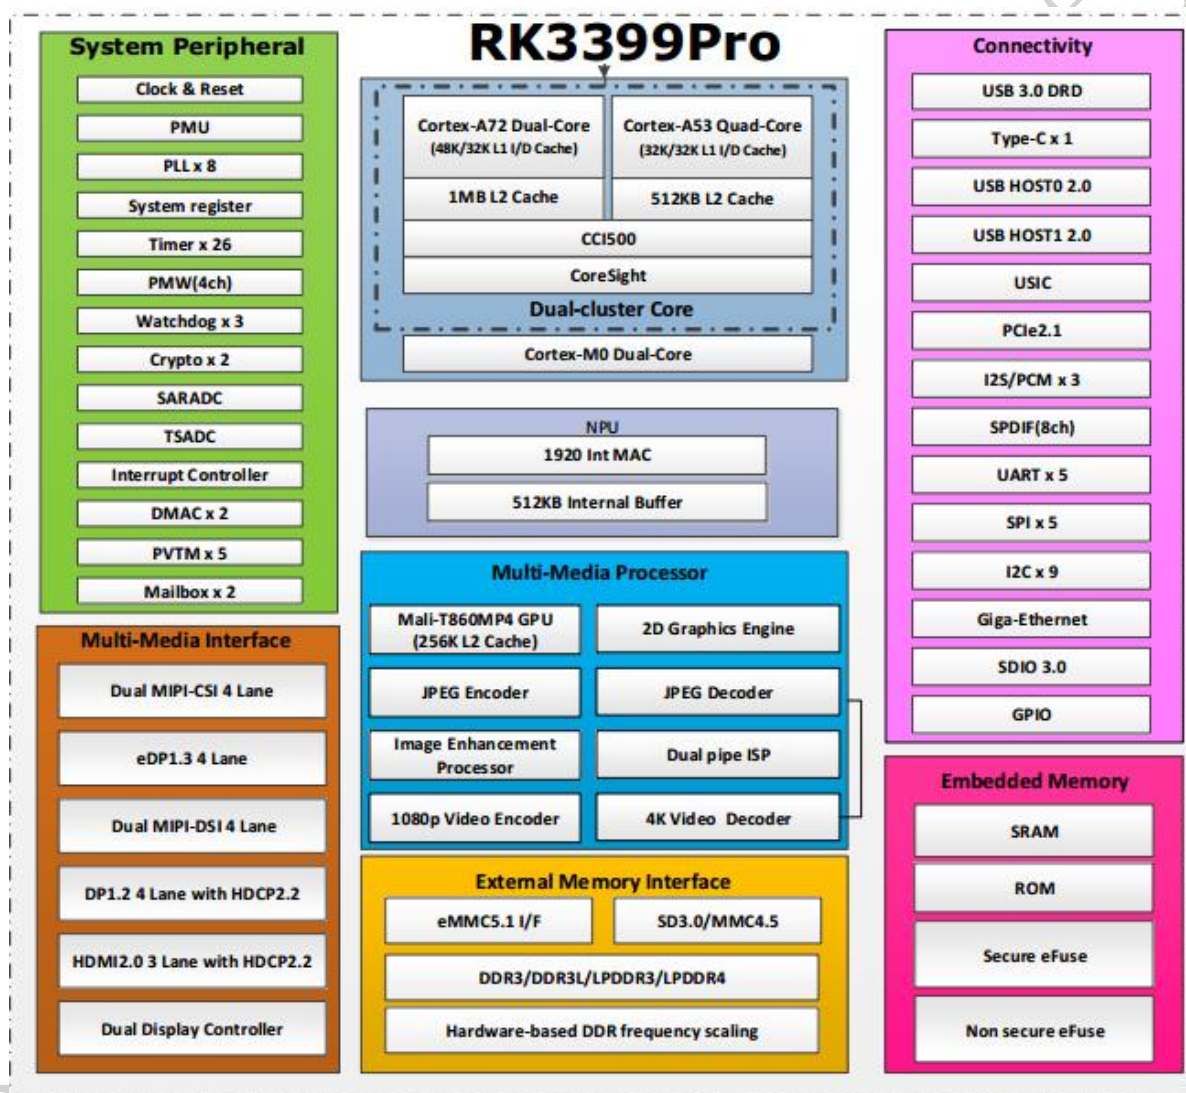 RK3399Pro
System Peripheral
Clock & Reset
PMU
PLL x 8
System register
Timer x 26
PMW(4ch)
Watchdog x 3
Crypto x 2
SARADC
TSADC
Interrupt Controller
DMAC x 2
PVTM x 5
Mailbox x 2
Multi-Media Interface
Dual MIPI-CSI 4 Lane
eDP1.3 4 Lane
Dual MIPI-DSI 4 Lane
DP1.2 4 Lane with HDCP2.2
HDMI2.0 3 Lane with HDCP2.2
Dual Display Controller
Cortex-A72 Dual-Core
(48K/32K L1 I/D Cache)
Cortex-A53 Quad-Core
(32K/32K L1 I/D Cache)
1MB L2 Cache
512KB L2 Cache
CCI500
CoreSight
Dual-cluster Core
Cortex-M0 Dual-Core
NPU
1920 Int MAC
512KB Internal Buffer
Multi-Media Processor
Mali-T860MP4 GPU
(256K L2 Cache)
2D Graphics Engine
JPEG Encoder
JPEG Decoder
Image Enhancement
Processor
Dual pipe ISP
1080p Video Encoder
4K Video Decoder
External Memory Interface
eMMC5.1 I/F
SD3.0/MMC4.5
DDR3/DDR3L/LPDDR3/LPDDR4
Hardware-based DDR frequency scaling
Connectivity
USB 3.0 DRD
Type-C x 1
USB HOST0 2.0
USB HOST1 2.0
USIC
PCIe2.1
I2S/PCM x 3
SPDIF(8ch)
UART x 5
SPI x 5
I2C x 9
Giga-Ethernet
SDIO 3.0
GPIO
Embedded Memory
SRAM
ROM
Secure eFuse
Non secure eFuse